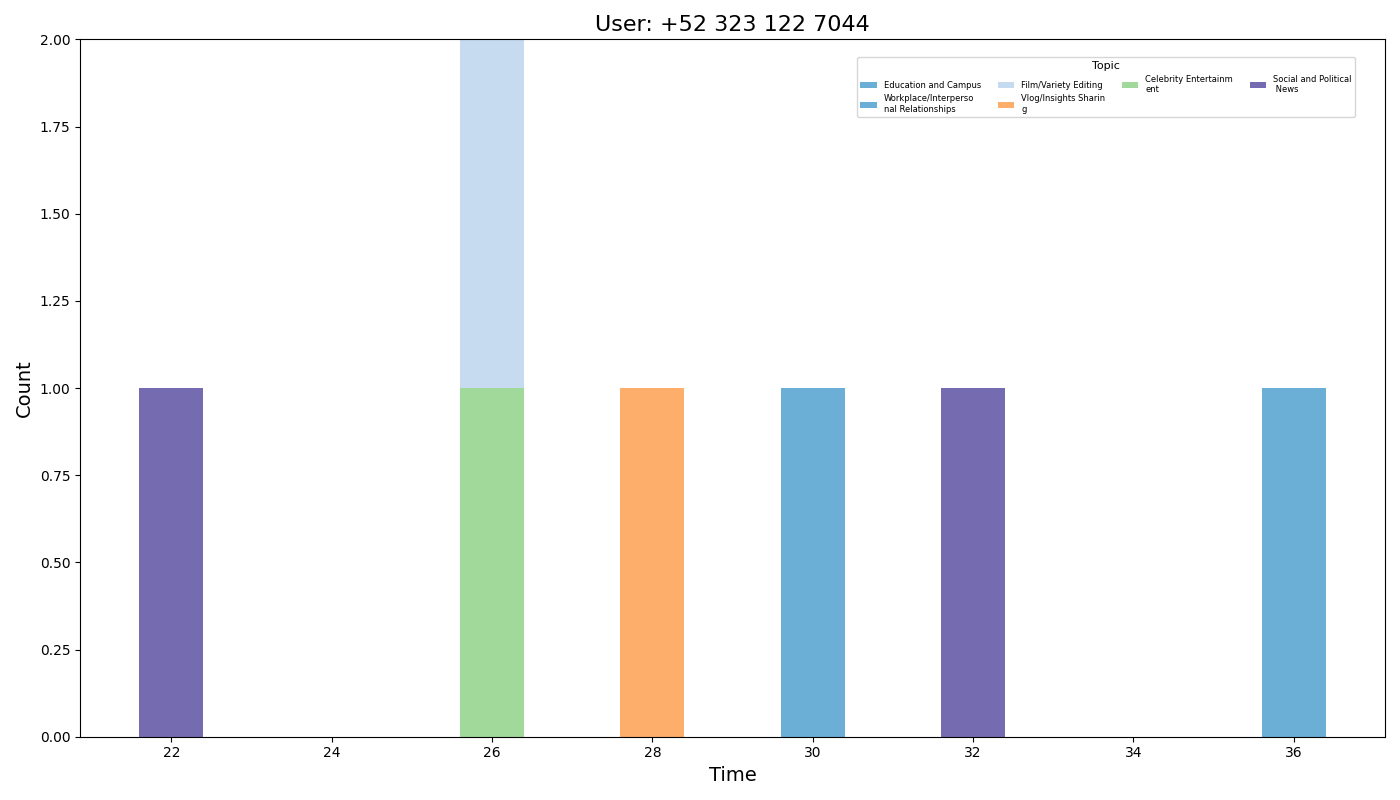 User: +52 323 122 7044
2.00
1.75
1.50
1.25
1.00
0.75
0.50
0.25
0.00
Count
Topic
Education and Campus
Workplace/Interperso
nal Relationships
Film/Variety Editing
Vlog/Insights Sharin
g
Celebrity Entertainm
ent
Social and Political
News
22 24 26 28 30 32 34 36
Time